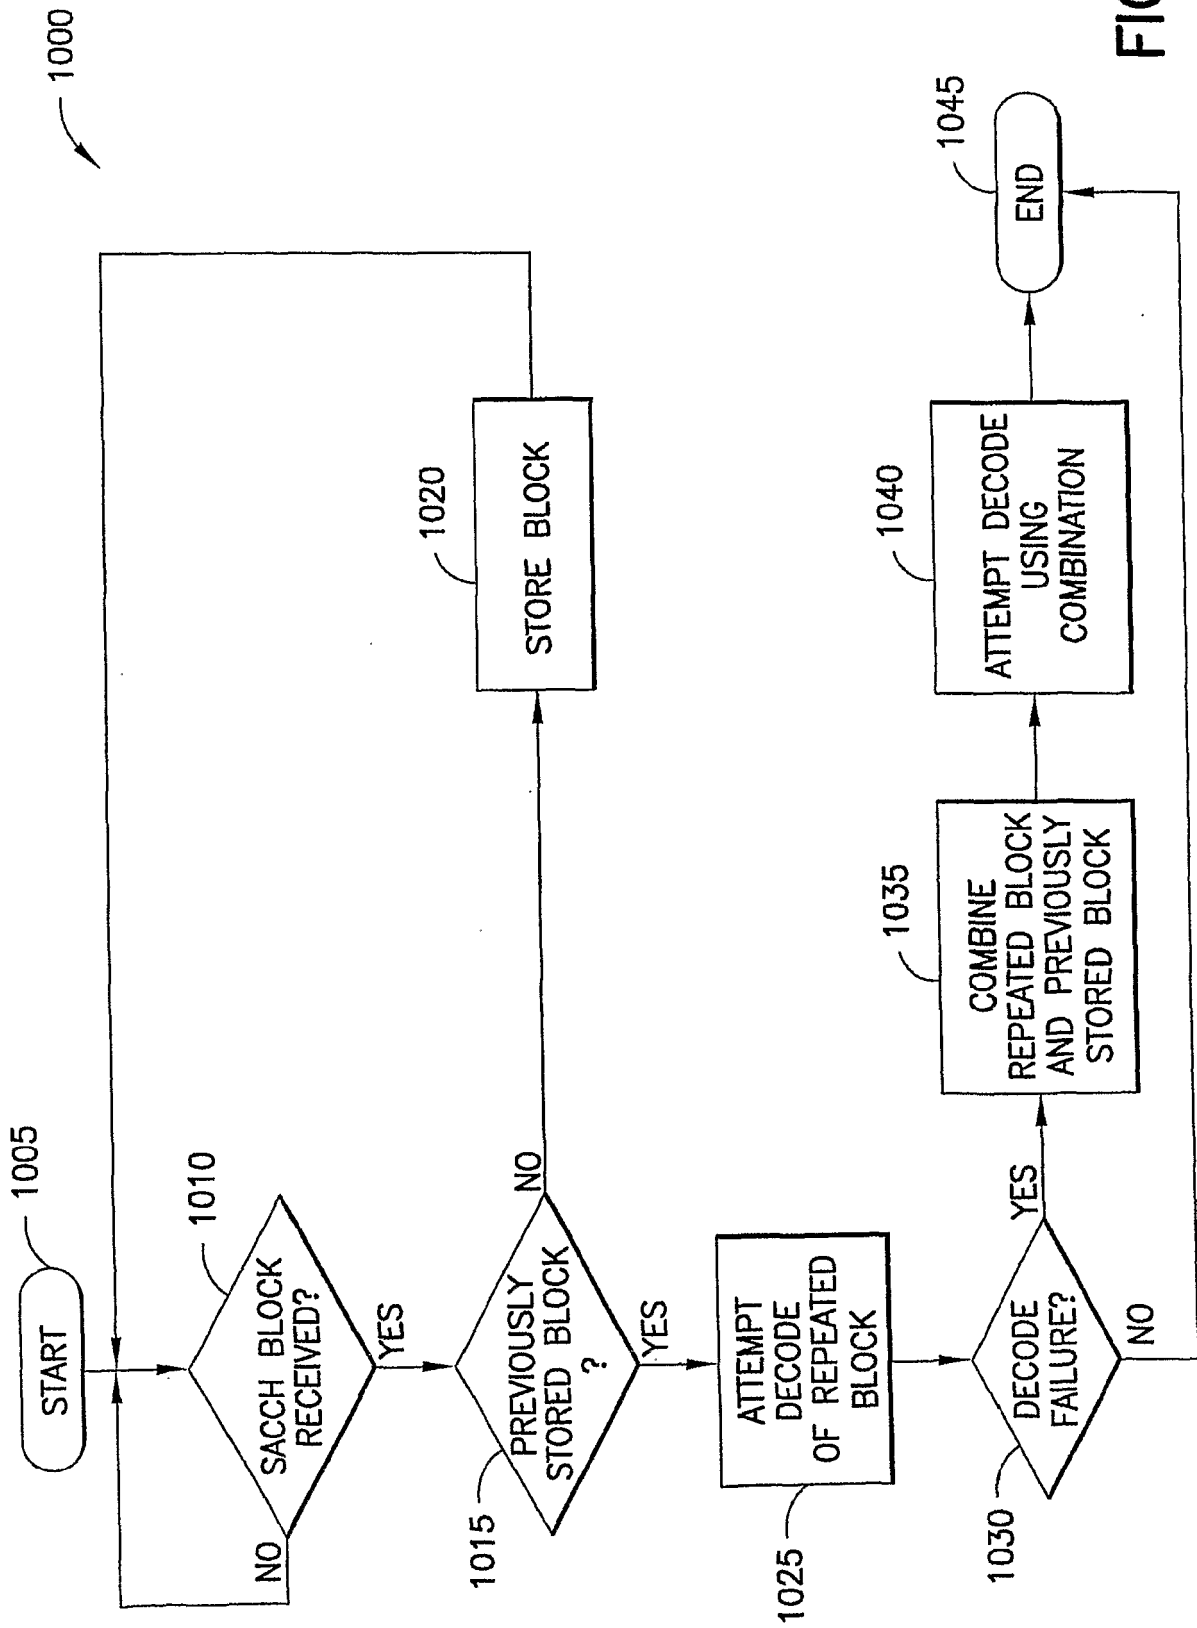 1000
START
1005
SACCH BLOCK
RECEIVED?
1010
NO
YES
PREVIOUSLY
STORED BLOCK
?
1015
NO
YES
STORE BLOCK
1020
ATTEMPT
DECODE
OF REPEATED
BLOCK
1025
DECODE
FAILURE?
1030
YES
NO
COMBINE
REPEATED BLOCK
AND PREVIOUSLY
STORED BLOCK
1035
ATTEMPT DECODE
USING
COMBINATION
1040
END
1045